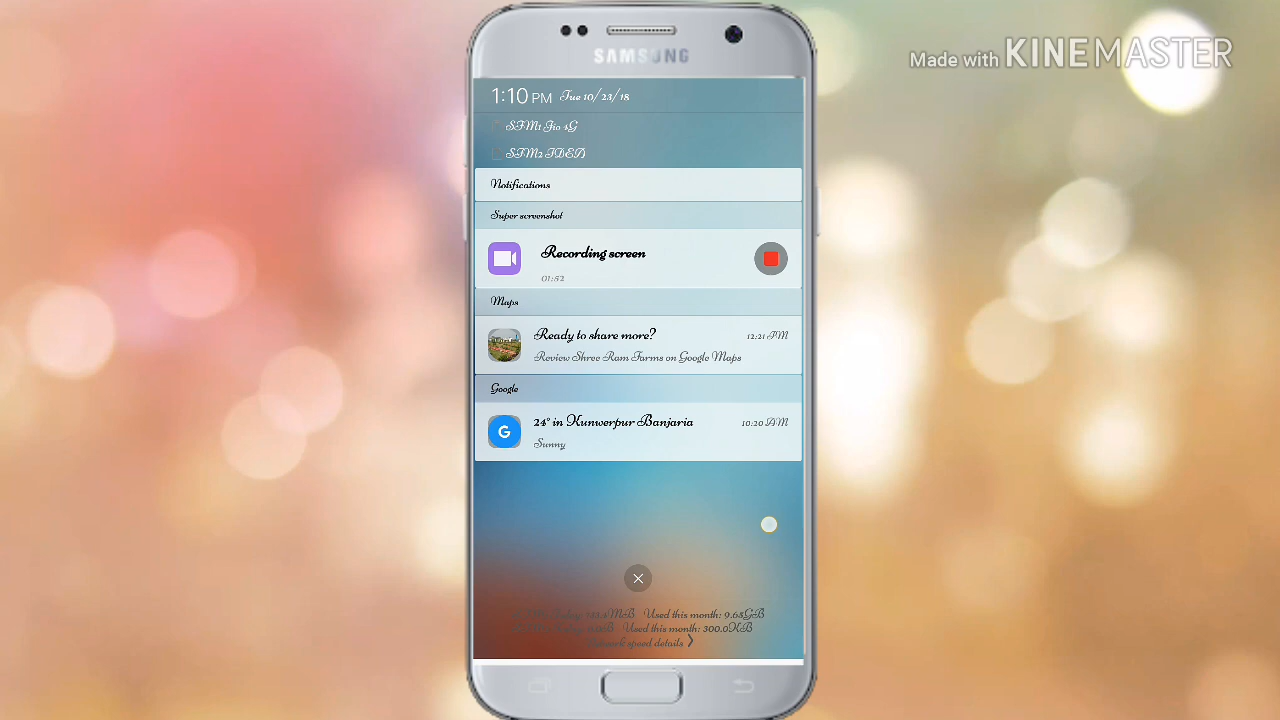 Made with KINEMASTER
SAMSUNG
1:10 PM Tue 10/23/18
SIM1 Jio 4G
SIM2 IDEA
Notifications
Super screenshot
Recording screen
01:52
Maps
Ready to share more? 12:21 PM
Review Shree Ram Farms on Google Maps
Google
G
24° in Kunwerpur Banjaria 10:20 AM
Sunny
Used this month: 9.63GB
Used this month: 300.0KB
speed details